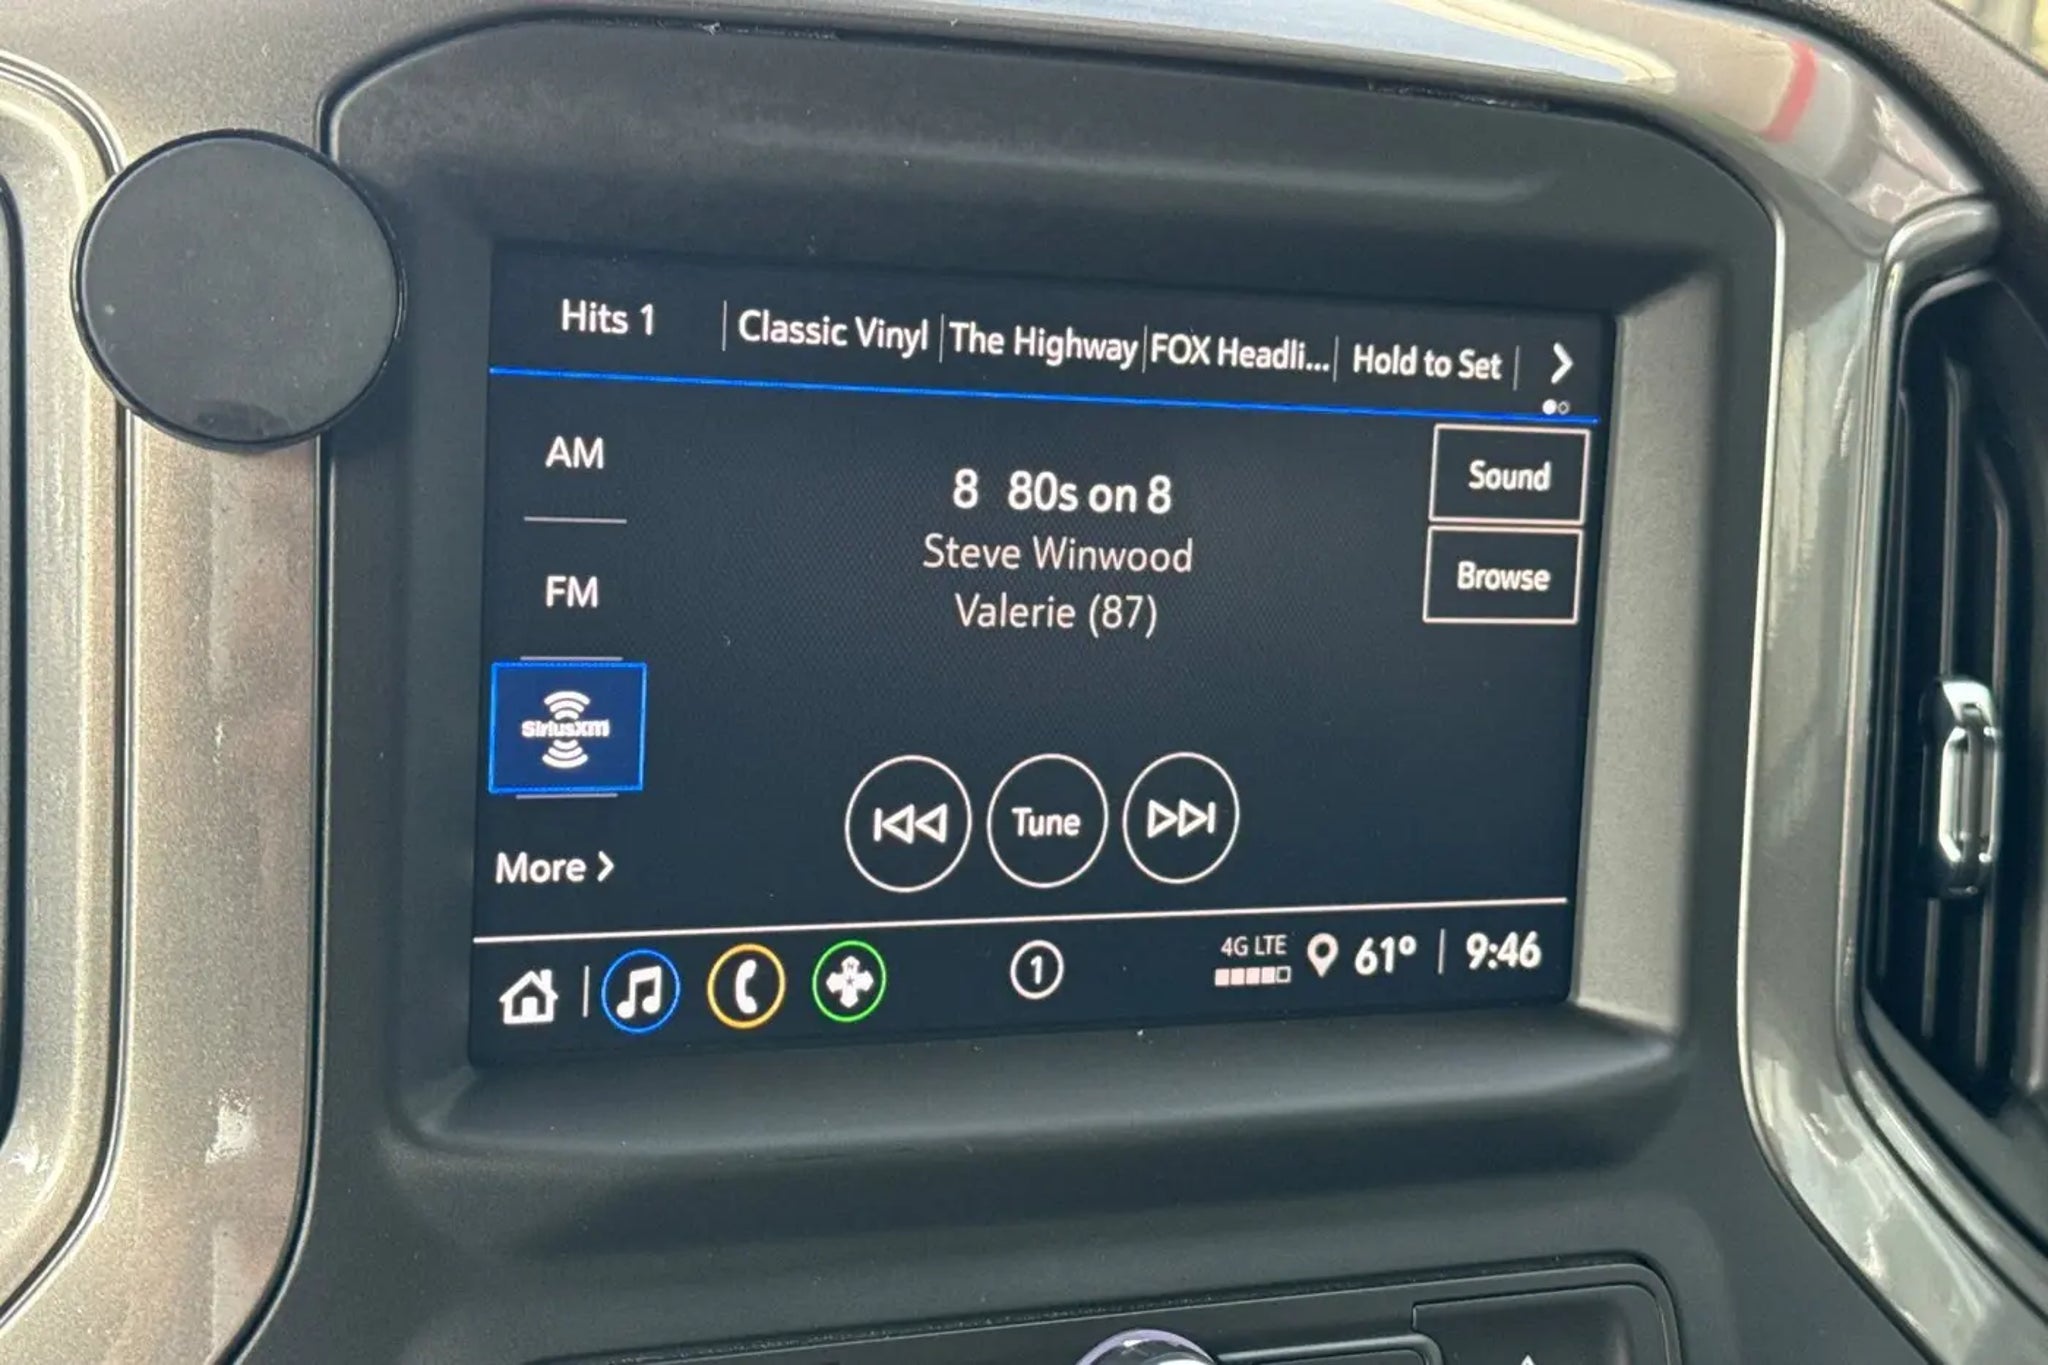 Hits 1 Classic Vinyl The Highway FOX Headli... Hold to Set
AM
8 80s on 8
Sound
Steve Winwood
Browse
FM
Valerie (87)
SiriusXM
Tune
More
1
4G LTE
61° 9:46